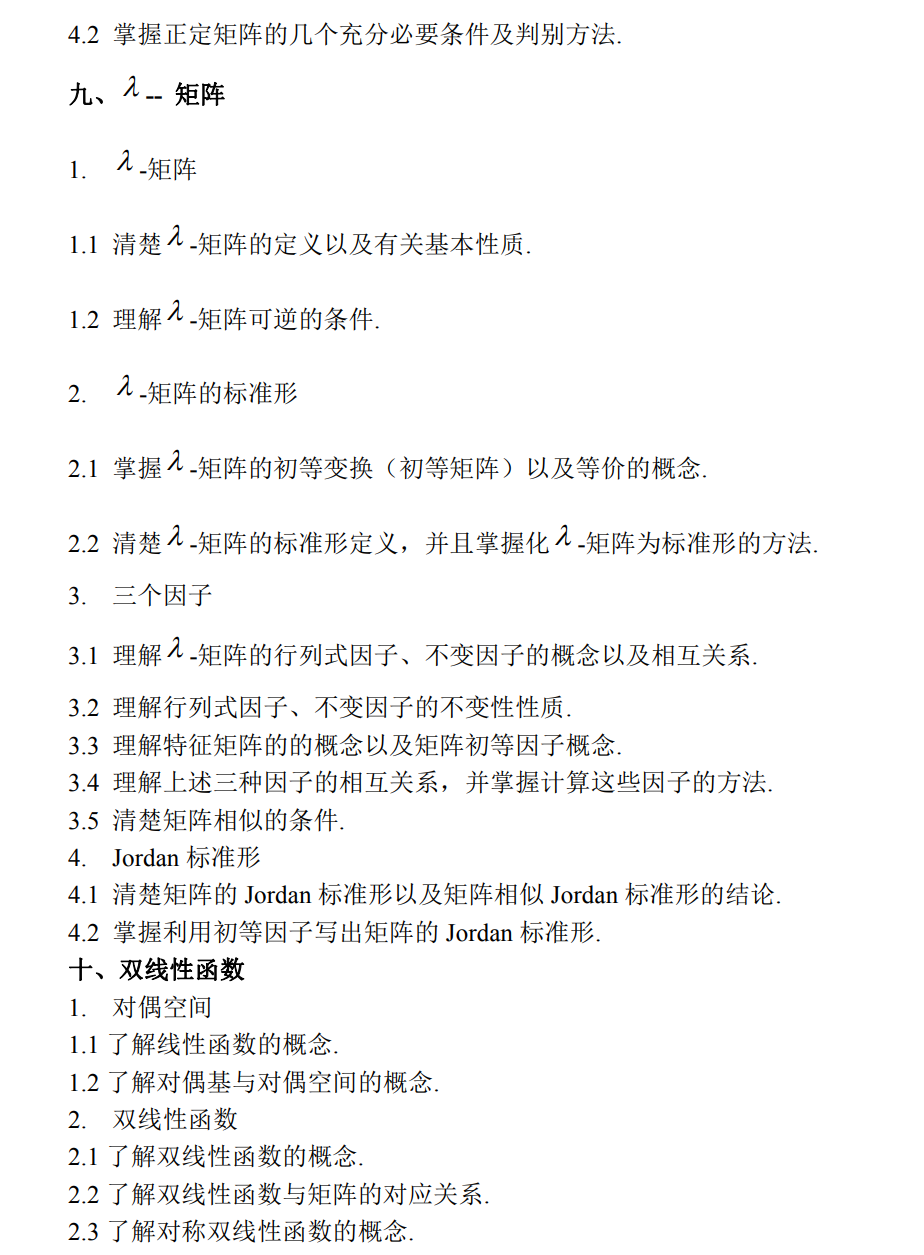 4.2 掌握正定矩阵的几个充分必要条件及判别方法.
九、λ-- 矩阵
1. λ-矩阵
1.1 清楚λ-矩阵的定义以及有关基本性质.
1.2 理解λ-矩阵可逆的条件.
2. λ-矩阵的标准形
2.1 掌握λ-矩阵的初等变换（初等矩阵）以及等价的概念.
2.2 清楚λ-矩阵的标准形定义，并且掌握化λ-矩阵为标准形的方法.
3. 三个因子
3.1 理解λ-矩阵的行列式因子、不变因子的概念以及相互关系.
3.2 理解行列式因子、不变因子的不变性性质.
3.3 理解特征矩阵的的概念以及矩阵初等因子概念.
3.4 理解上述三种因子的相互关系，并掌握计算这些因子的方法.
3.5 清楚矩阵相似的条件.
4. Jordan 标准形
4.1 清楚矩阵的 Jordan 标准形以及矩阵相似 Jordan 标准形的结论.
4.2 掌握利用初等因子写出矩阵的 Jordan 标准形.
十、双线性函数
1. 对偶空间
1.1 了解线性函数的概念.
1.2 了解对偶基与对偶空间的概念.
2. 双线性函数
2.1 了解双线性函数的概念.
2.2 了解双线性函数与矩阵的对应关系.
2.3 了解对称双线性函数的概念.